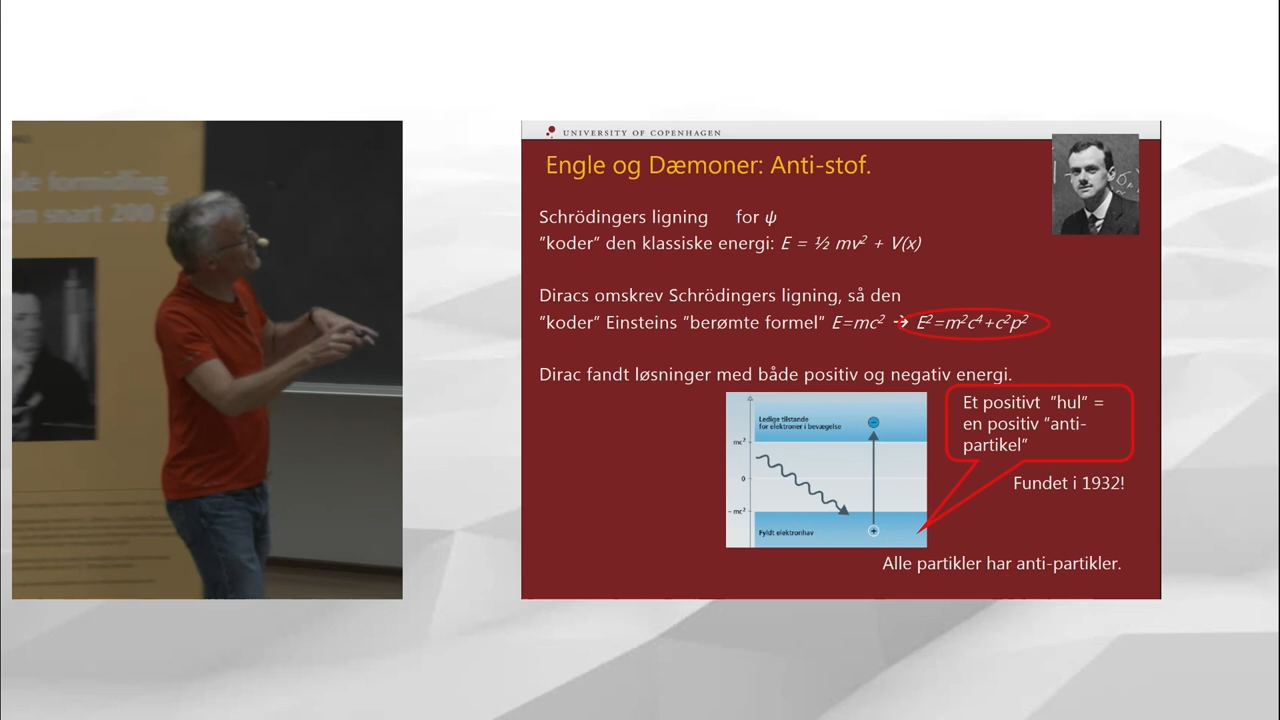 de formidling
em snart 200 å
UNIVERSITY OF COPENHAGEN
Engle og Dæmoner: Anti-stof.
Schrödingers ligning for ψ
”koder” den klassiske energi: E = ½ mv² + V(x)
Diracs omskrev Schrödingers ligning, så den
”koder” Einsteins ”berømte formel” E=mc² → E²=m²c⁴+c²p²
Dirac fandt løsninger med både positiv og negativ energi.
Et positivt ”hul” =
en positiv ”anti-
partikel”
Ledige tilstande
for elektroner i bevægelse
mc²
0
− mc²
Fyldt elektronhav
Fundet i 1932!
Alle partikler har anti-partikler.